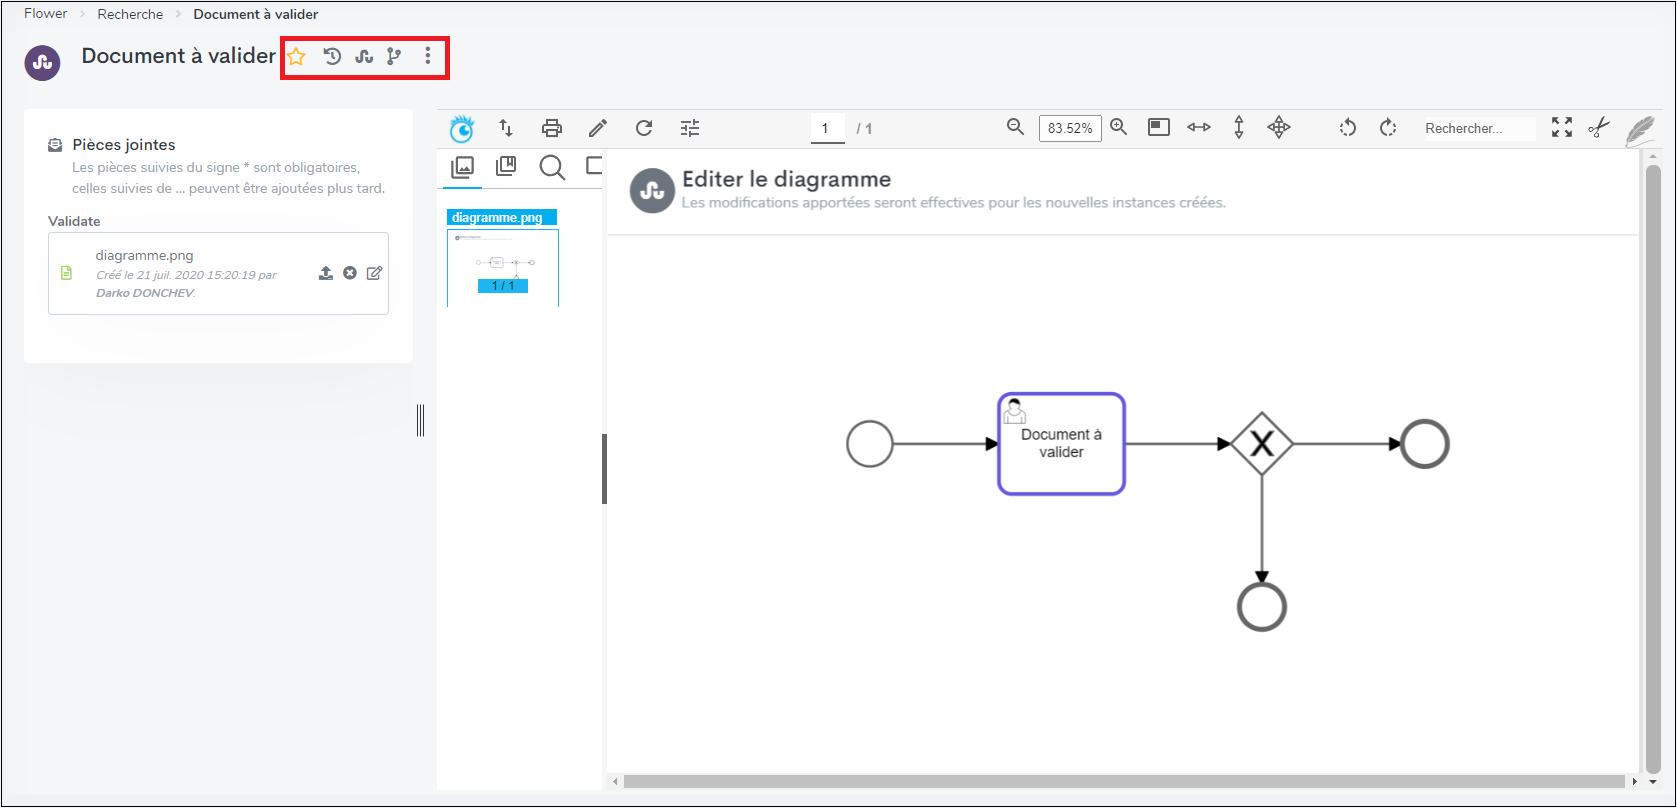 Flower > Recherche > Document à valider
Document à valider
Pièces jointes
Les pièces suivies du signe * sont obligatoires,
celles suivies de ... peuvent être ajoutées plus tard.
Validate
diagramme.png
Créé le 21 juil. 2020 15:20:19 par
Darko DONCHEV.
1 / 1
83.52%
Rechercher...
diagramme.png
1 / 1
Editer le diagramme
Les modifications apportées seront effectives pour les nouvelles instances créées.
Document à
valider
X